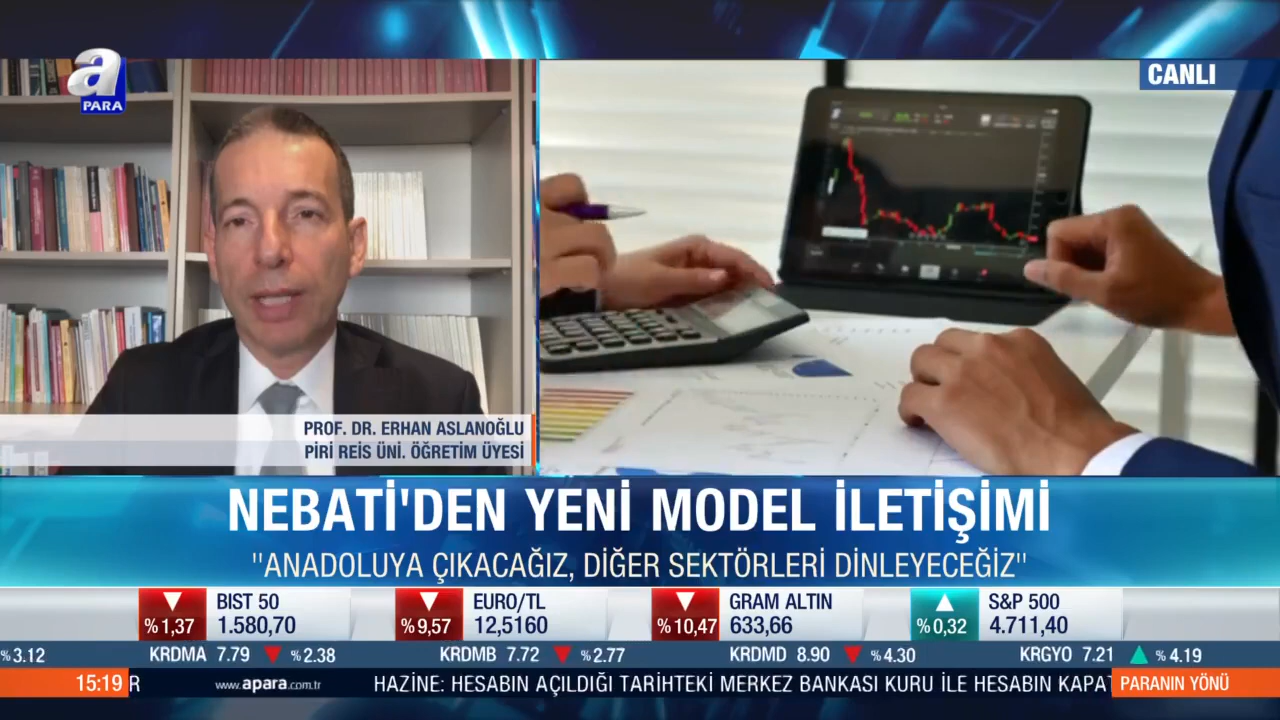 a
PARA
CANLI
PROF. DR. ERHAN ASLANOĞLU
PİRİ REİS ÜNİ. ÖĞRETİM ÜYESİ
NEBATİ'DEN YENİ MODEL İLETİŞİMİ
"ANADOLUYA ÇIKACAĞIZ, DİĞER SEKTÖRLERİ DİNLEYECEĞİZ"
%1,37 BIST 50 1.580,70
%9,57 EURO/TL 12,5160
%10,47 GRAM ALTIN 633,66
%0,32 S&P 500 4.711,40
%3.12 KRDMA 7.79 %2.38 KRDMB 7.72 %2.77 KRDMD 8.90 %4.30 KRGYO 7.21 %4.19
15:19 R www.apara.com.tr HAZİNE: HESABIN AÇILDIĞI TARİHTEKİ MERKEZ BANKASI KURU İLE HESABIN KAPAT PARANIN YÖNÜ